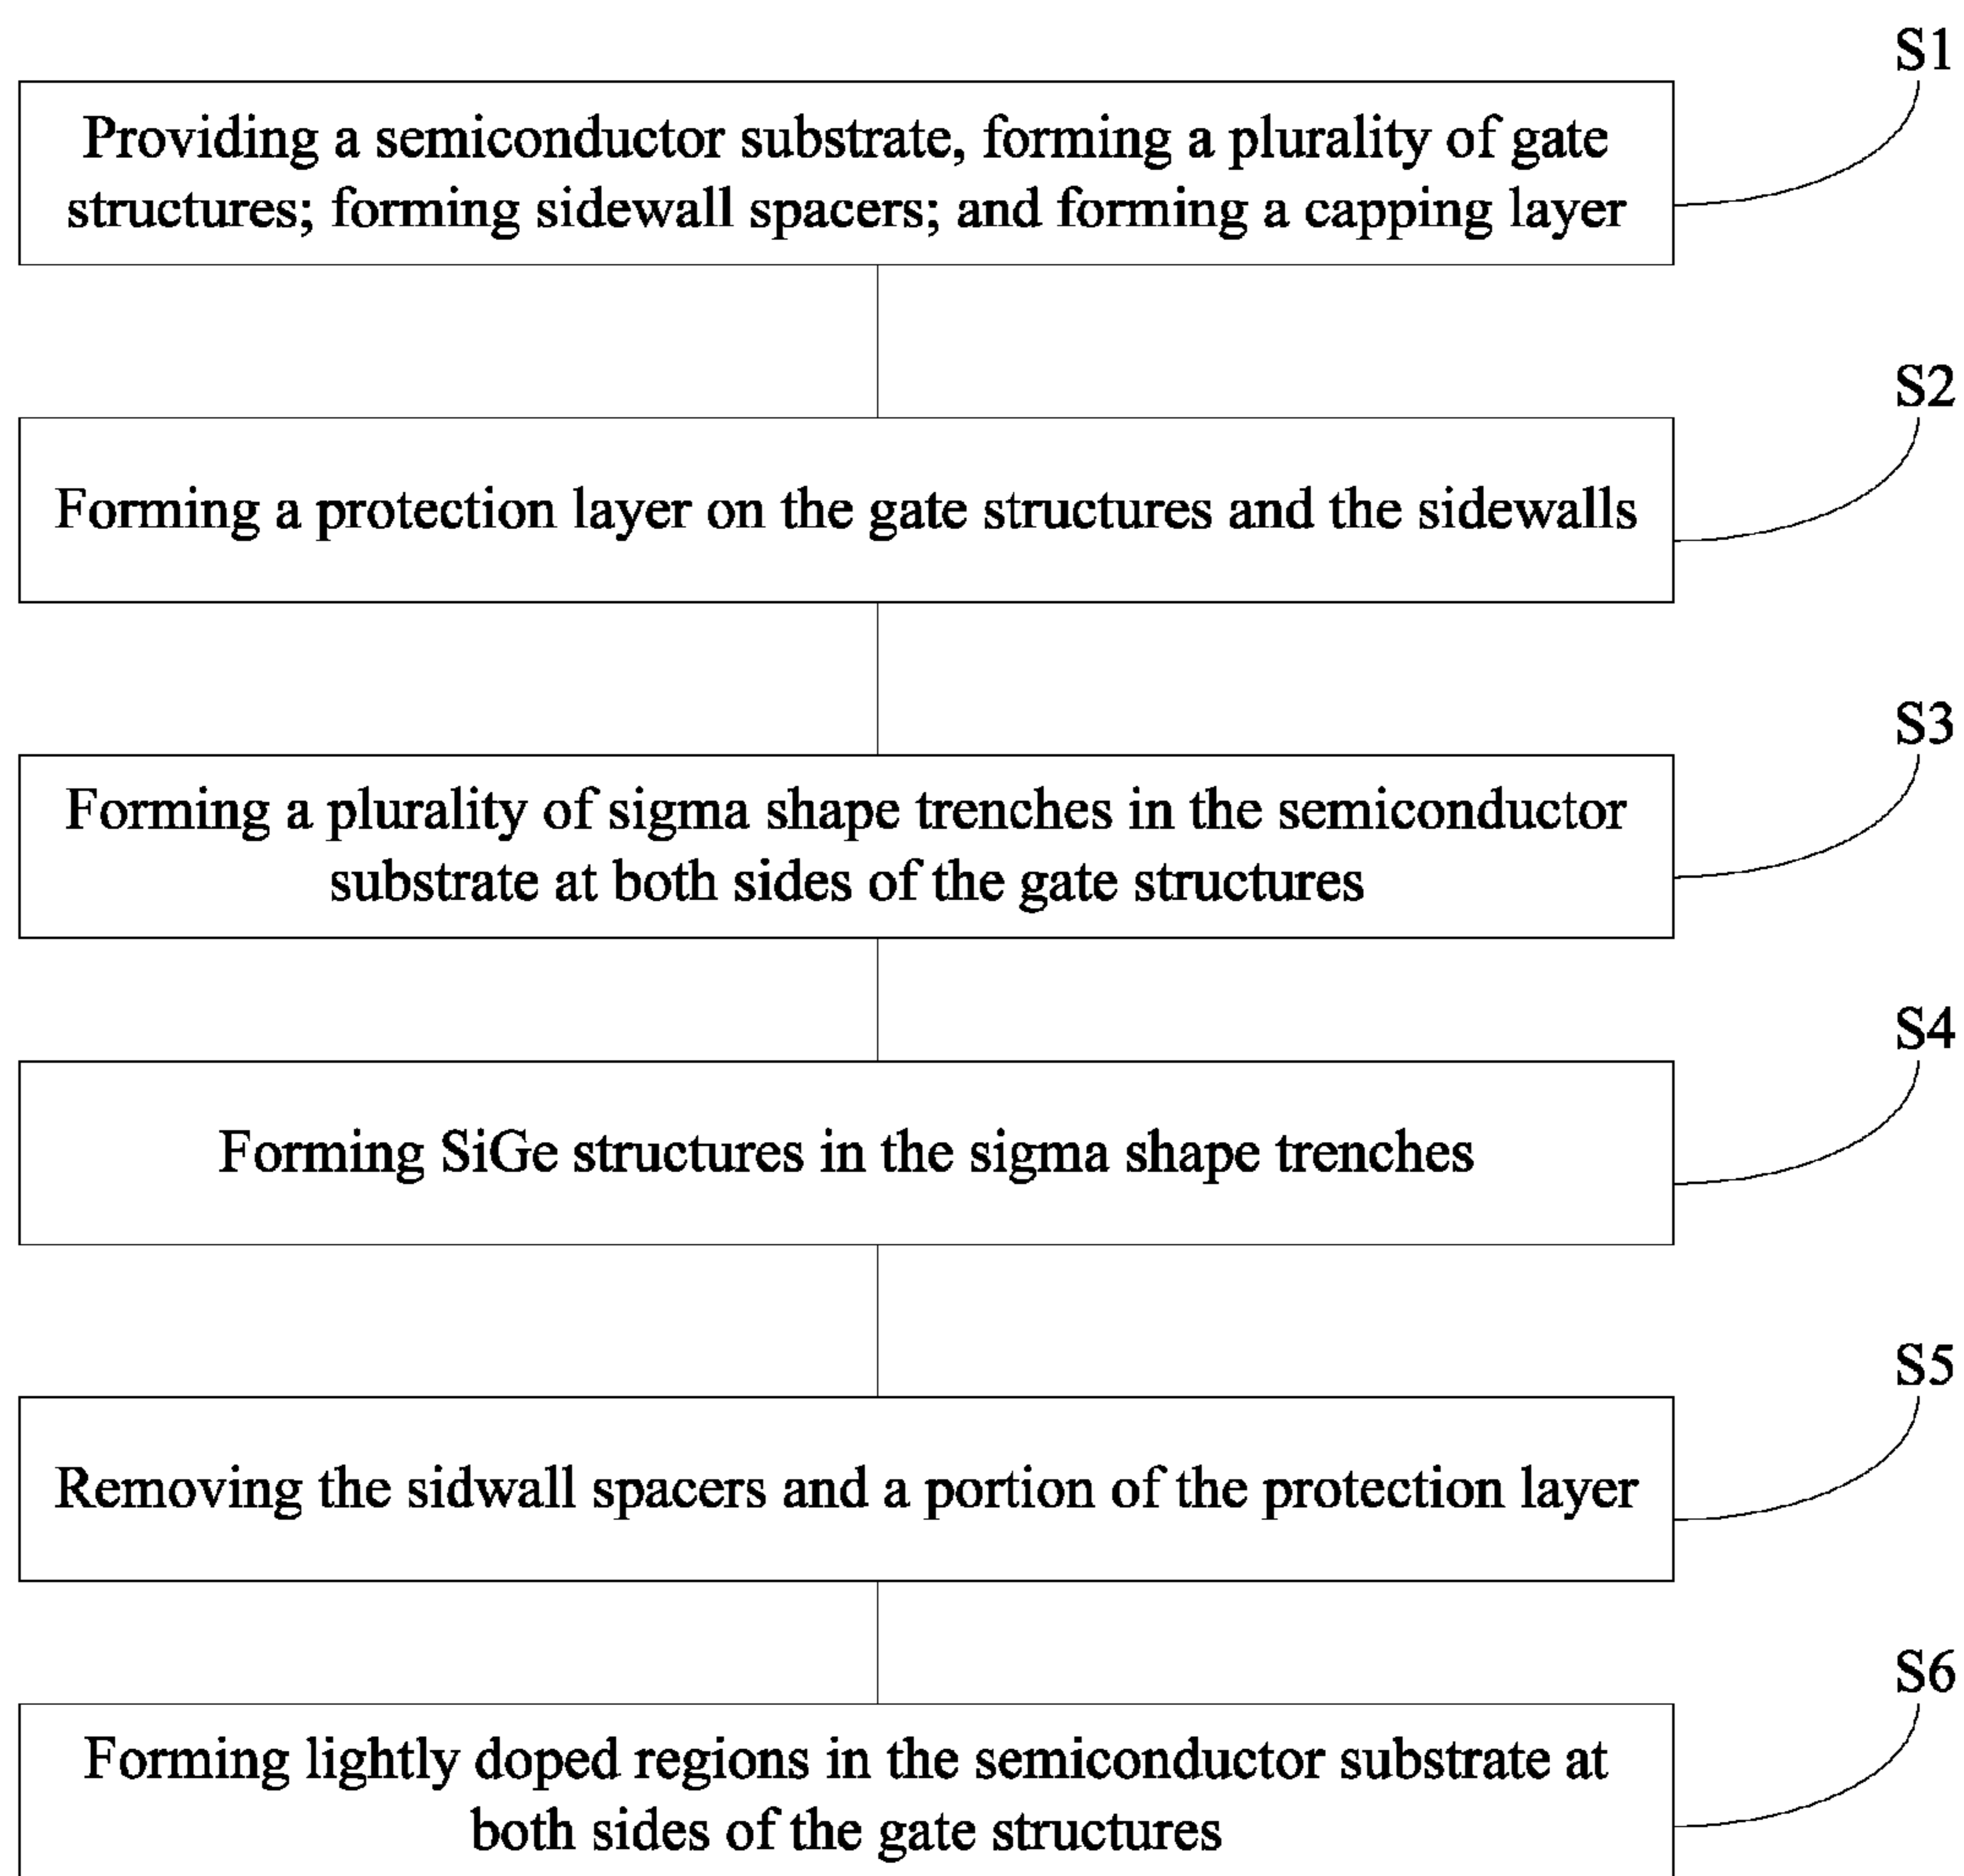 S1
Providing a semiconductor substrate, forming a plurality of gate
structures; forming sidewall spacers; and forming a capping layer
S2
Forming a protection layer on the gate structures and the sidewalls
S3
Forming a plurality of sigma shape trenches in the semiconductor
substrate at both sides of the gate structures
S4
Forming SiGe structures in the sigma shape trenches
S5
Removing the sidwall spacers and a portion of the protection layer
S6
Forming lightly doped regions in the semiconductor substrate at
both sides of the gate structures